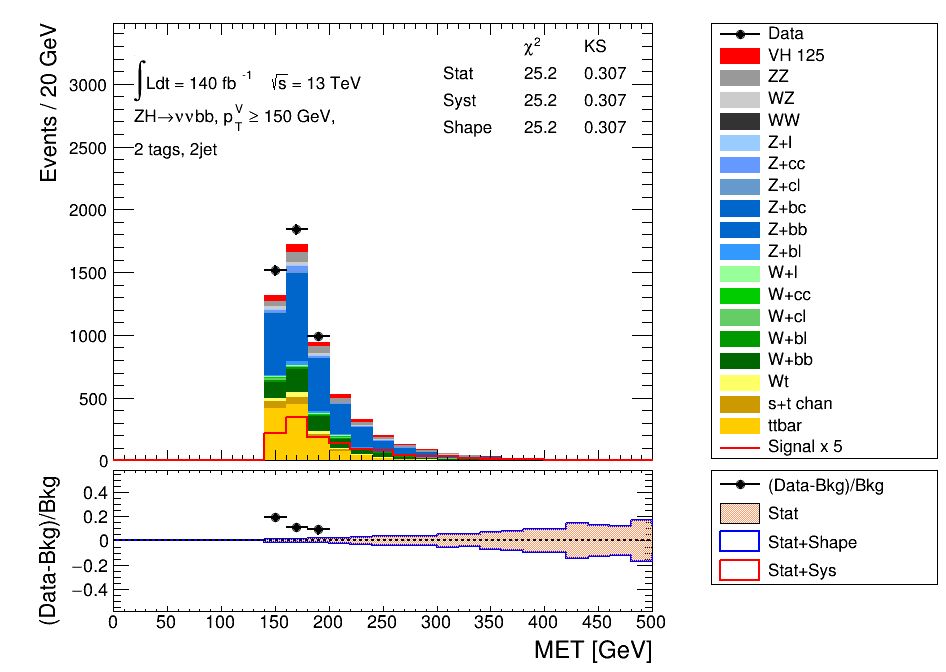 Events / 20 GeV
3000
2500
2000
1500
1000
500
0
∫Ldt = 140 fb⁻¹ √s = 13 TeV
ZH→ννbb, p_T^V ≥ 150 GeV,
2 tags, 2jet
χ² KS
Stat 25.2 0.307
Syst 25.2 0.307
Shape 25.2 0.307
Data
VH 125
ZZ
WZ
WW
Z+l
Z+cc
Z+cl
Z+bc
Z+bb
Z+bl
W+l
W+cc
W+cl
W+bl
W+bb
Wt
s+t chan
ttbar
Signal x 5
(Data-Bkg)/Bkg
0.4
0.2
0
−0.2
−0.4
(Data-Bkg)/Bkg
Stat
Stat+Shape
Stat+Sys
0 50 100 150 200 250 300 350 400 450 500
MET [GeV]